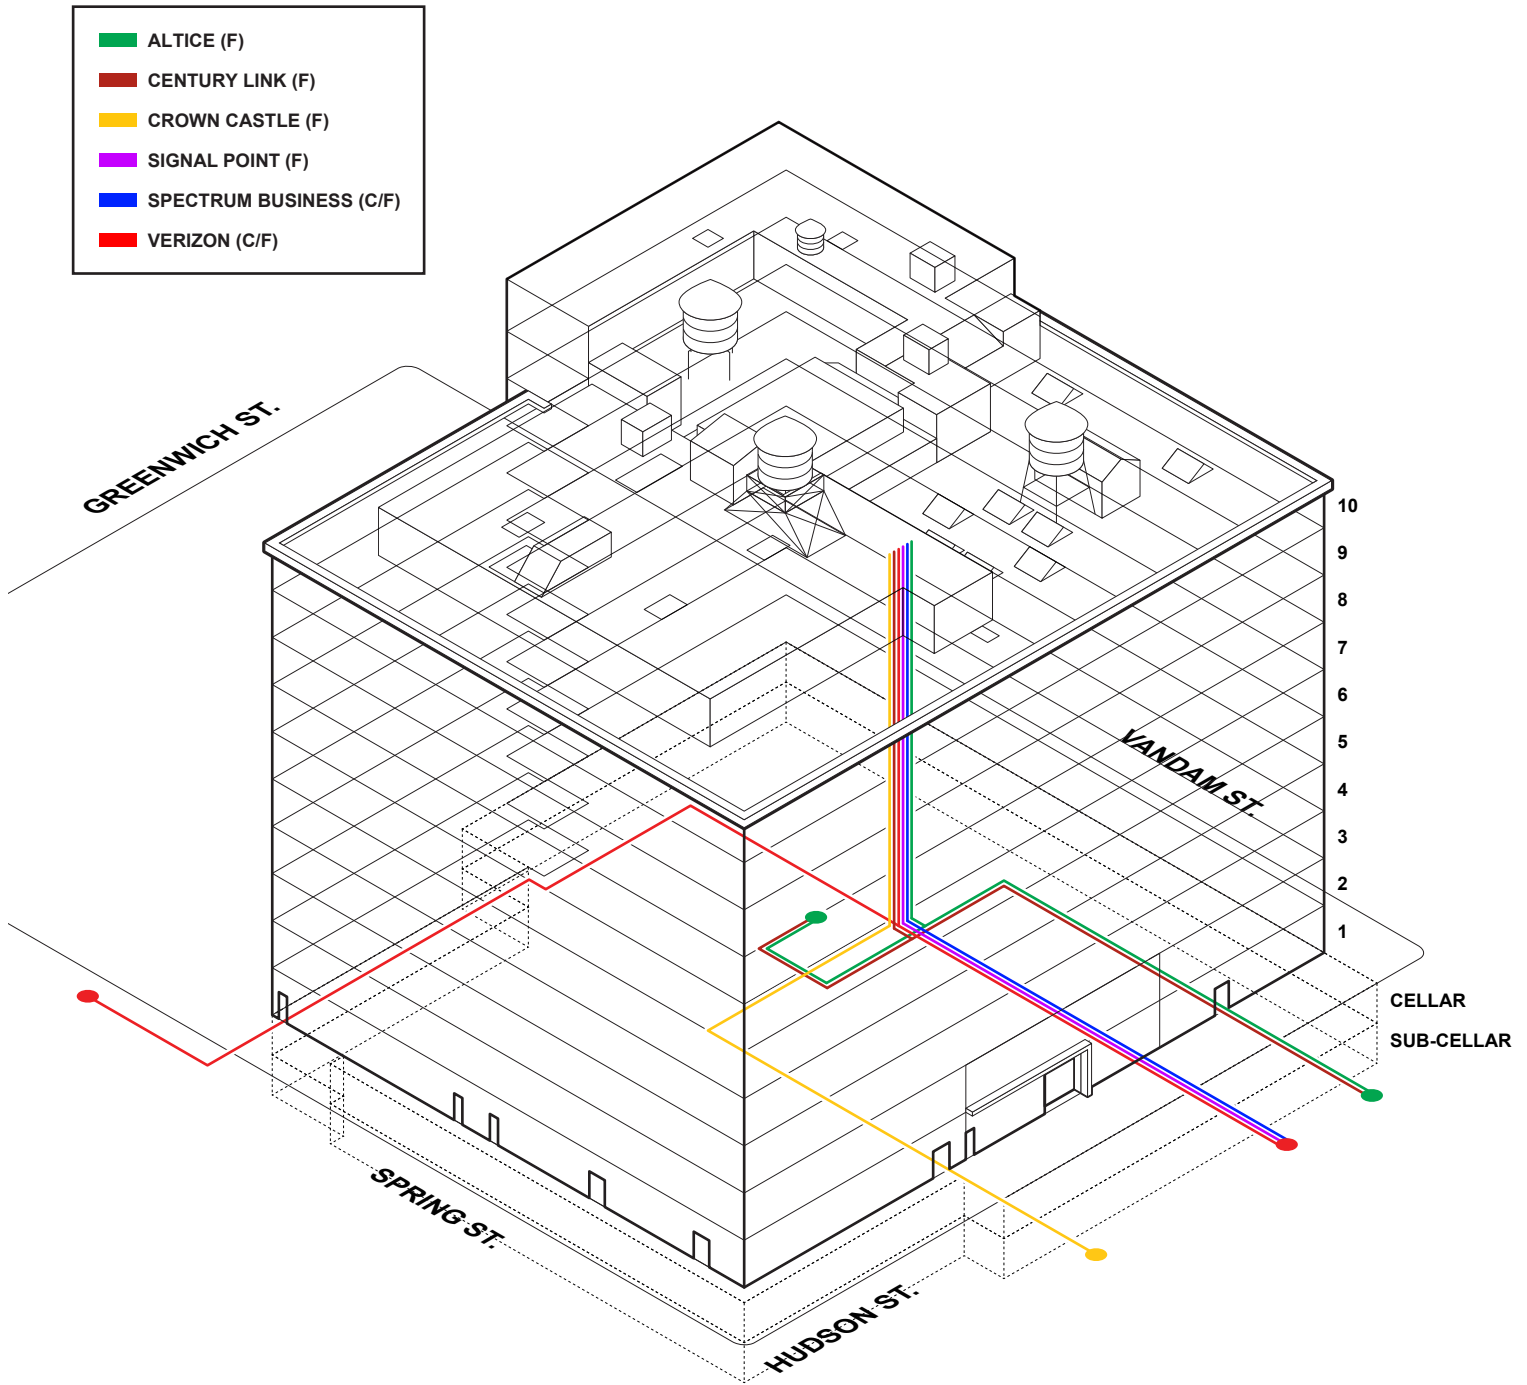 ALTICE (F)
CENTURY LINK (F)
CROWN CASTLE (F)
SIGNAL POINT (F)
SPECTRUM BUSINESS (C/F)
VERIZON (C/F)
GREENWICH ST.
10
9
8
7
6
5
4
3
2
1
VANDAM ST.
CELLAR
SUB-CELLAR
SPRING ST.
HUDSON ST.